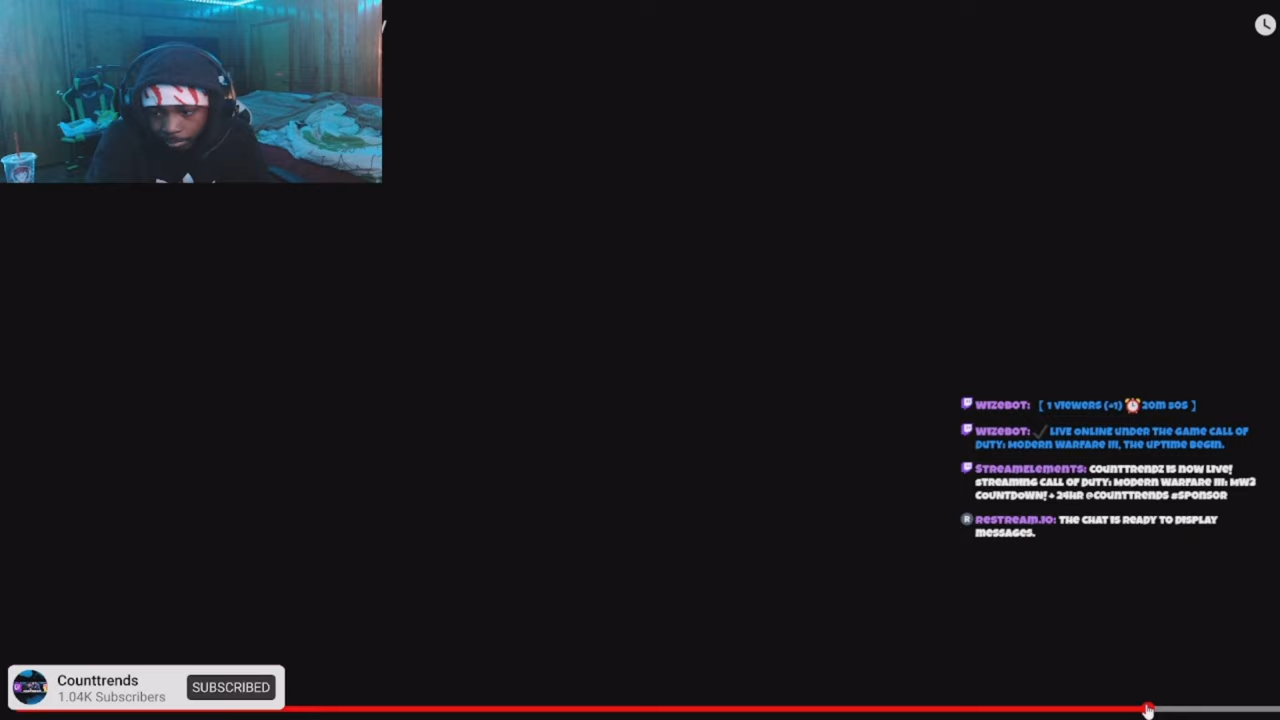 WIZEBOT: [ 1 VIEWERS (+1) ⏰ 20M 30S ]
WIZEBOT: ✓ LIVE ONLINE UNDER THE GAME CALL OF
DUTY: MODERN WARFARE III, THE UPTIME BEGIN.
STREAMELEMENTS: COUNTTRENDZ IS NOW LIVE!
STREAMING CALL OF DUTY: MODERN WARFARE III: MW3
COUNTDOWN! + 24HR @COUNTTRENDS #SPONSOR
R RESTREAM.IO: THE CHAT IS READY TO DISPLAY
MESSAGES.
Counttrends
1.04K Subscribers
SUBSCRIBED